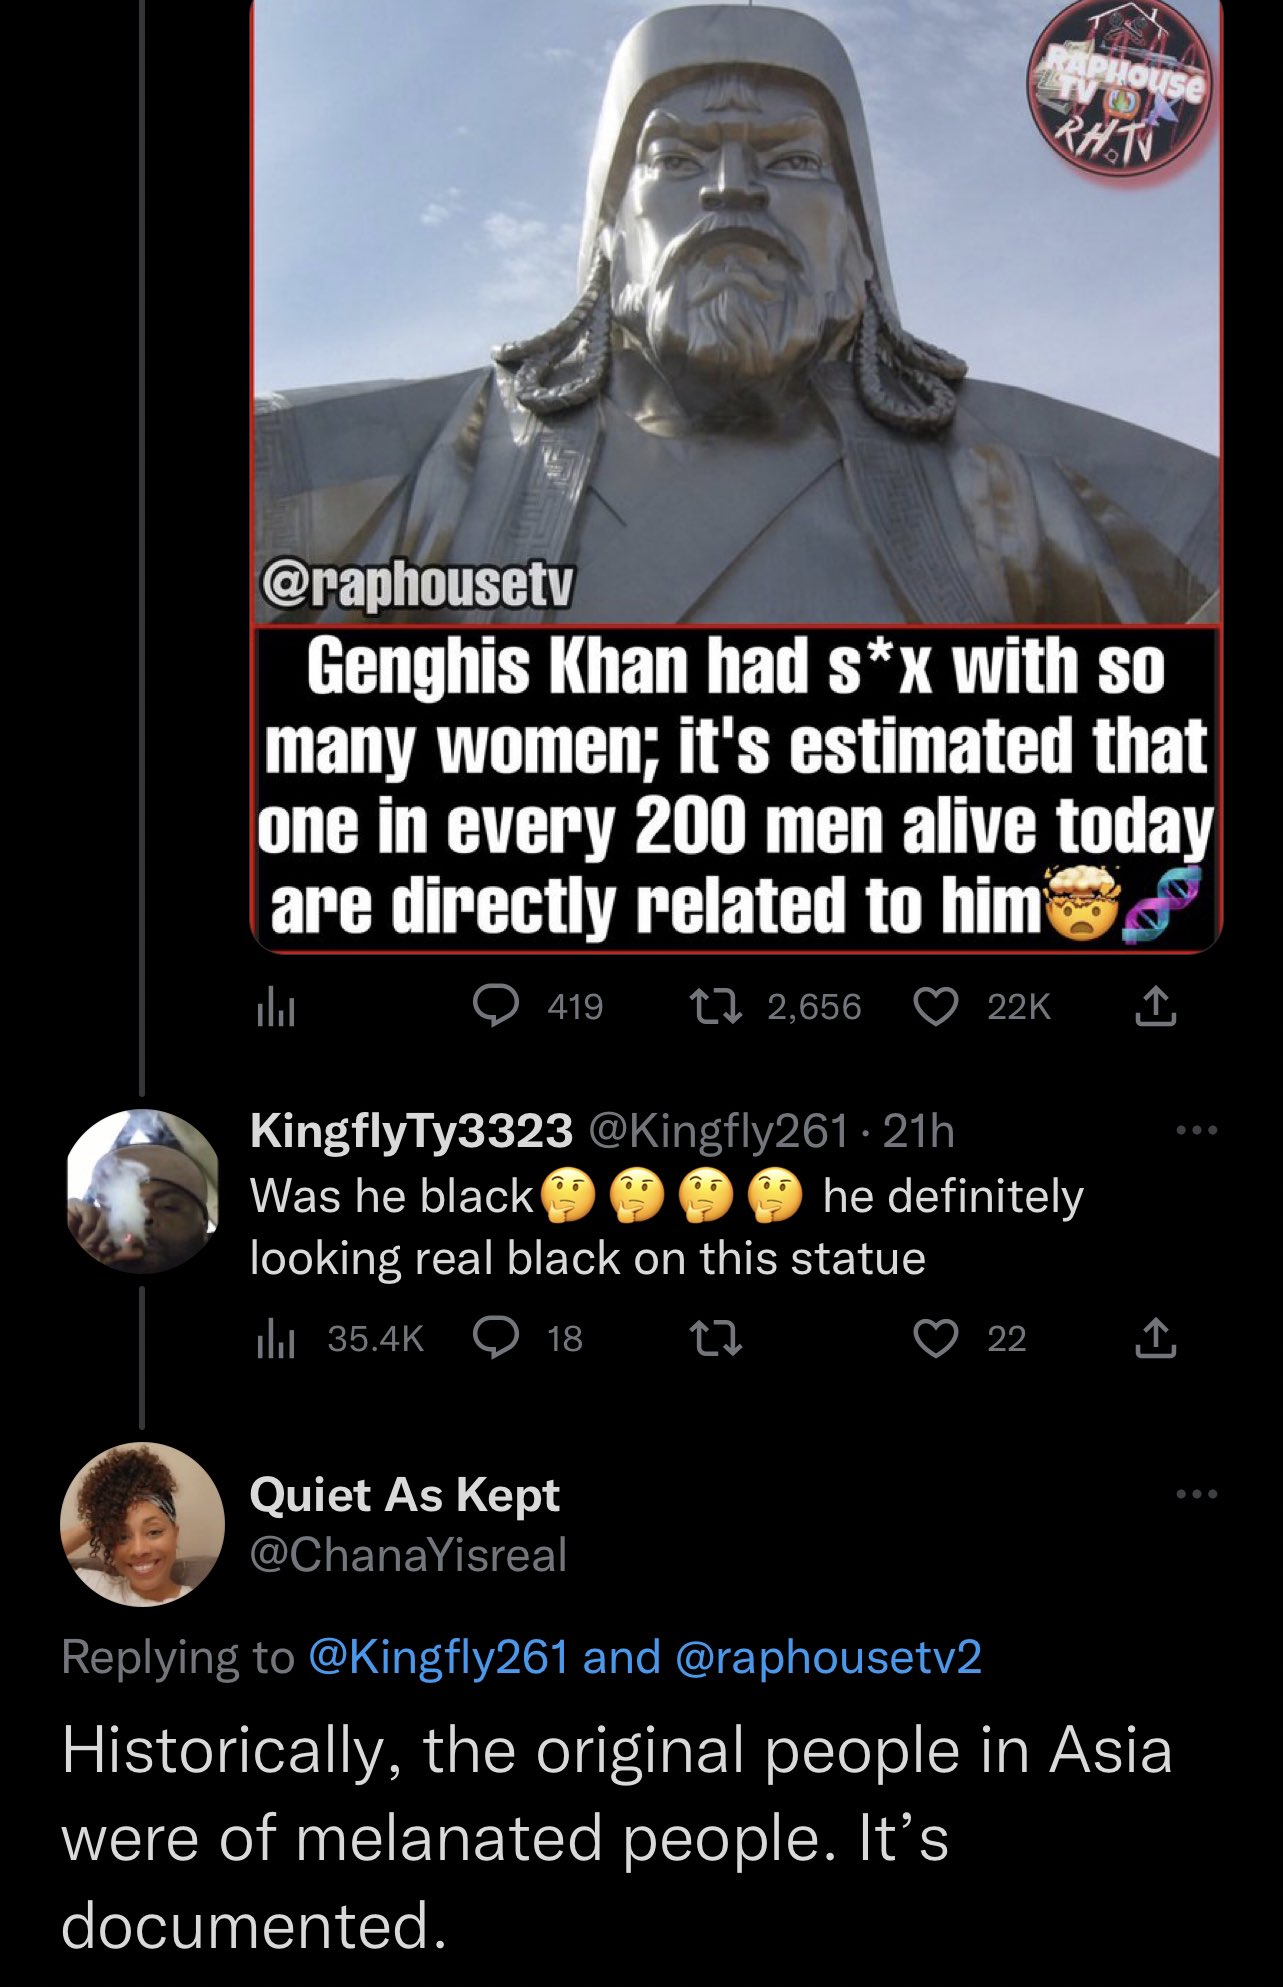 RAPHOUSE
TV
RH.TV
@raphousetv
Genghis Khan had s*x with so
many women; it's estimated that
one in every 200 men alive today
are directly related to him🤯🧬
419 2,656 22K
KingflyTy3323 @Kingfly261 · 21h
Was he black🤔🤔🤔🤔 he definitely
looking real black on this statue
35.4K 18 22
Quiet As Kept
@ChanaYisreal
Replying to @Kingfly261 and @raphousetv2
Historically, the original people in Asia
were of melanated people. It’s
documented.